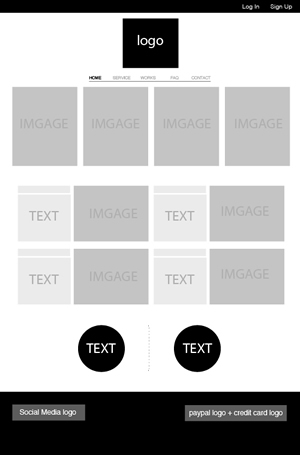 Log In Sign Up
logo
HOME SERVICE WORKS FAQ CONTACT
IMGAGE IMGAGE IMGAGE IMGAGE
TEXT IMGAGE TEXT IMGAGE
TEXT IMGAGE TEXT IMGAGE
TEXT TEXT
Social Media logo paypal logo + credit card logo